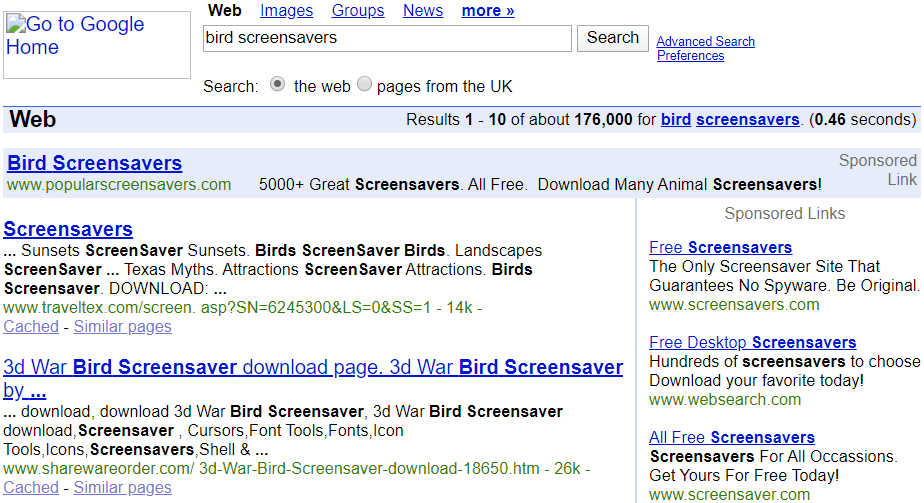 Go to Google
Home
Web Images Groups News more »
bird screensavers Search Advanced Search
Preferences
Search: the web pages from the UK
Web Results 1 - 10 of about 176,000 for bird screensavers. (0.46 seconds)
Bird Screensavers
www.popularscreensavers.com 5000+ Great Screensavers. All Free. Download Many Animal Screensavers!
Sponsored
Link
Screensavers
... Sunsets ScreenSaver Sunsets. Birds ScreenSaver Birds. Landscapes
ScreenSaver ... Texas Myths. Attractions ScreenSaver Attractions. Birds
Screensaver. DOWNLOAD: ...
www.traveltex.com/screen. asp?SN=6245300&LS=0&SS=1 - 14k -
Cached - Similar pages
3d War Bird Screensaver download page. 3d War Bird Screensaver
by ...
... download, download 3d War Bird Screensaver, 3d War Bird Screensaver
download,Screensaver , Cursors,Font Tools,Fonts,Icon
Tools,Icons,Screensavers,Shell & ...
www.sharewareorder.com/ 3d-War-Bird-Screensaver-download-18650.htm - 26k -
Cached - Similar pages
Sponsored Links
Free Screensavers
The Only Screensaver Site That
Guarantees No Spyware. Be Original.
www.screensavers.com
Free Desktop Screensavers
Hundreds of screensavers to choose
Download your favorite today!
www.websearch.com
All Free Screensavers
Screensavers For All Occassions.
Get Yours For Free Today!
www.screensaver.com